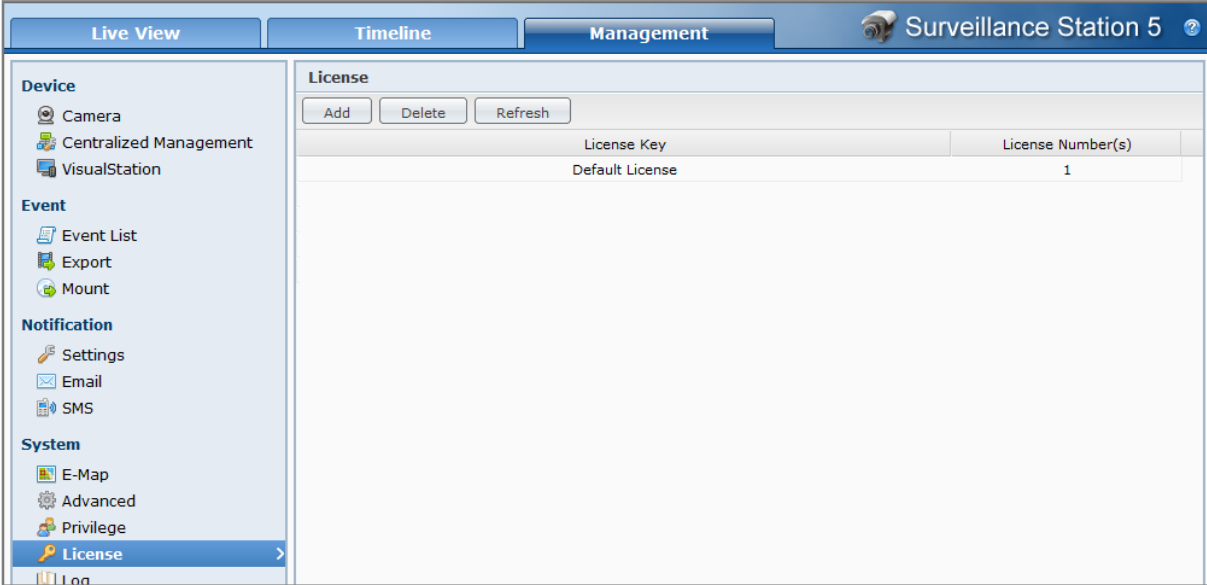 Live View
Timeline
Management
Surveillance Station 5
?
Device
Camera
Centralized Management
VisualStation
Event
Event List
Export
Mount
Notification
Settings
Email
SMS
System
E-Map
Advanced
Privilege
License
Log
License
Add Delete Refresh
License Key License Number(s)
Default License 1